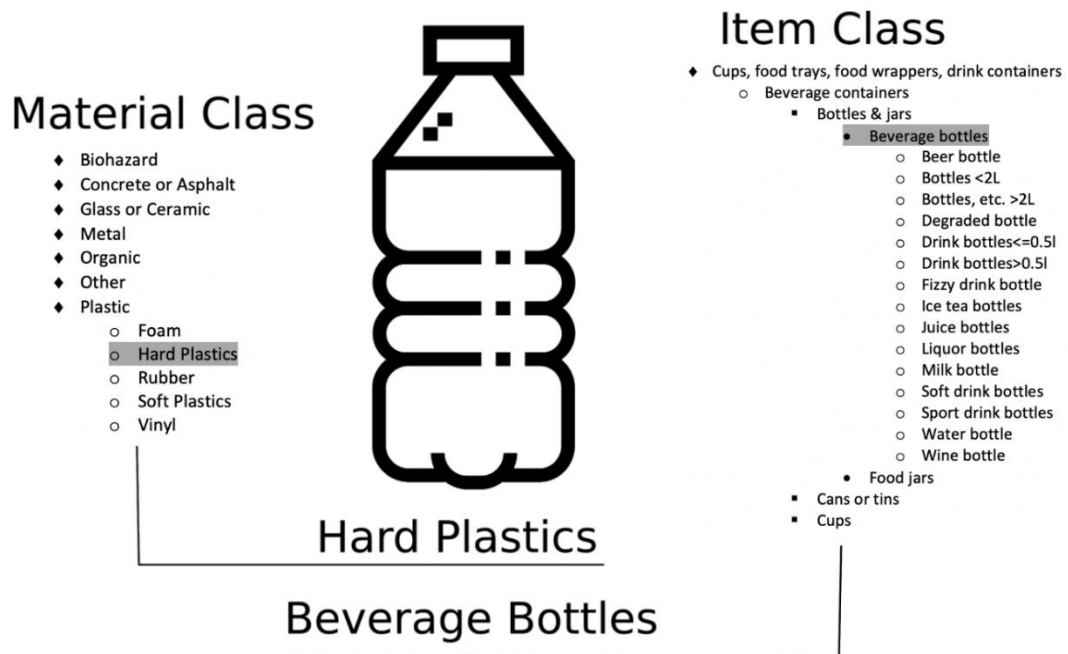 Material Class
♦ Biohazard
♦ Concrete or Asphalt
♦ Glass or Ceramic
♦ Metal
♦ Organic
♦ Other
♦ Plastic
o Foam
o Hard Plastics
o Rubber
o Soft Plastics
o Vinyl
Hard Plastics
Beverage Bottles
Item Class
♦ Cups, food trays, food wrappers, drink containers
o Beverage containers
▪ Bottles & jars
• Beverage bottles
o Beer bottle
o Bottles <2L
o Bottles, etc. >2L
o Degraded bottle
o Drink bottles<=0.5l
o Drink bottles>0.5l
o Fizzy drink bottle
o Ice tea bottles
o Juice bottles
o Liquor bottles
o Milk bottle
o Soft drink bottles
o Sport drink bottles
o Water bottle
o Wine bottle
• Food jars
▪ Cans or tins
▪ Cups